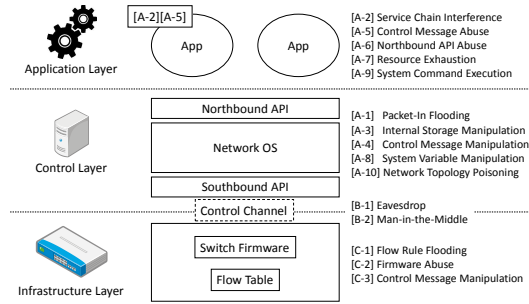 [A-2][A-5]
App
App
Application Layer
[A-2] Service Chain Interference
[A-5] Control Message Abuse
[A-6] Northbound API Abuse
[A-7] Resource Exhaustion
[A-9] System Command Execution
Northbound API
Network OS
Southbound API
Control Layer
[A-1] Packet-In Flooding
[A-3] Internal Storage Manipulation
[A-4] Control Message Manipulation
[A-8] System Variable Manipulation
[A-10] Network Topology Poisoning
Control Channel
[B-1] Eavesdrop
[B-2] Man-in-the-Middle
Switch Firmware
Flow Table
Infrastructure Layer
[C-1] Flow Rule Flooding
[C-2] Firmware Abuse
[C-3] Control Message Manipulation